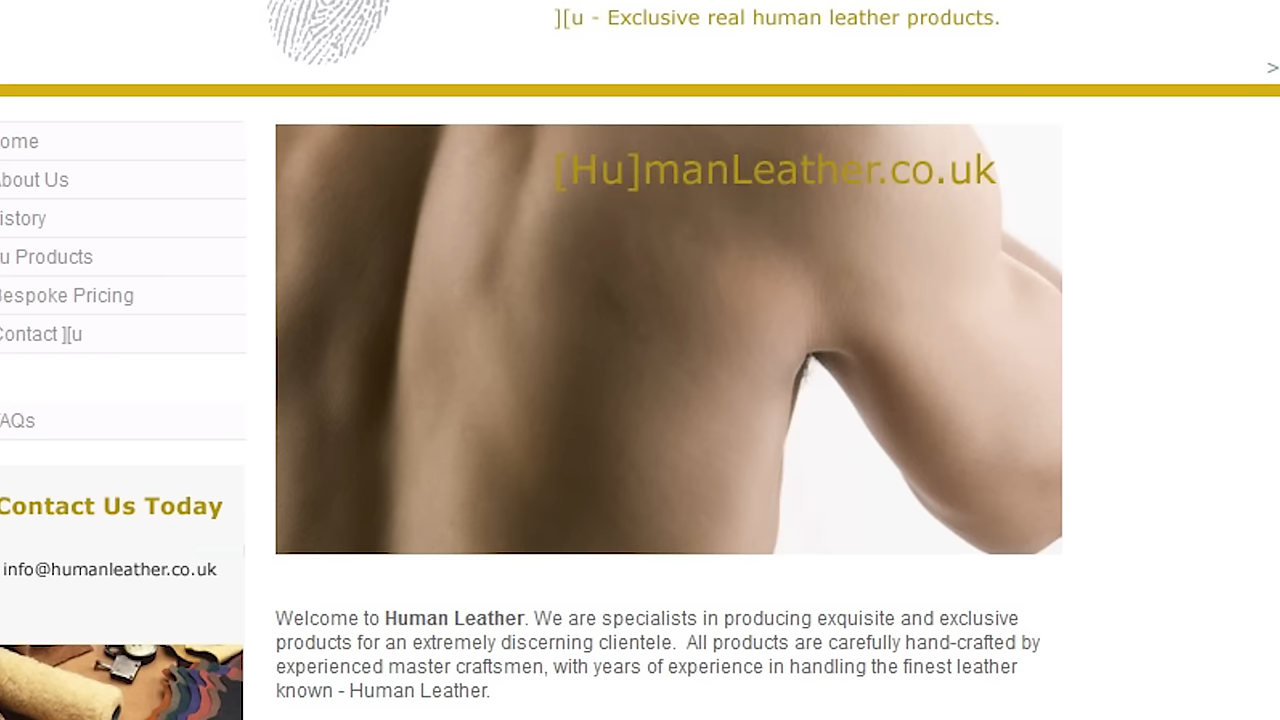 ][u - Exclusive real human leather products.
>
ome
bout Us
istory
u Products
Bespoke Pricing
Contact ][u
AQs
Contact Us Today
info@humanleather.co.uk
[Hu]manLeather.co.uk
Welcome to Human Leather. We are specialists in producing exquisite and exclusive
products for an extremely discerning clientele. All products are carefully hand-crafted by
experienced master craftsmen, with years of experience in handling the finest leather
known - Human Leather.